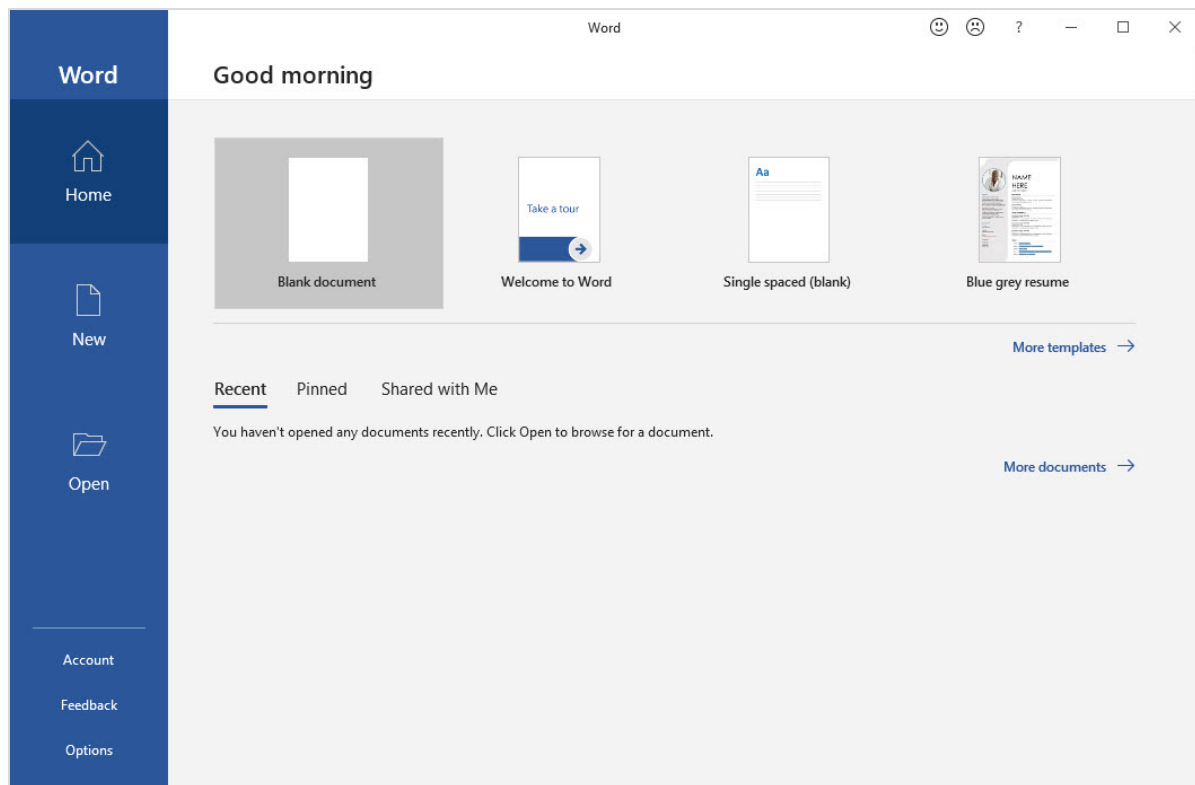 Word
?
Word
Good morning
Home
New
Open
Account
Feedback
Options
Take a tour
Aa
NAME
HERE
Blank document
Welcome to Word
Single spaced (blank)
Blue grey resume
More templates
Recent Pinned Shared with Me
You haven't opened any documents recently. Click Open to browse for a document.
More documents